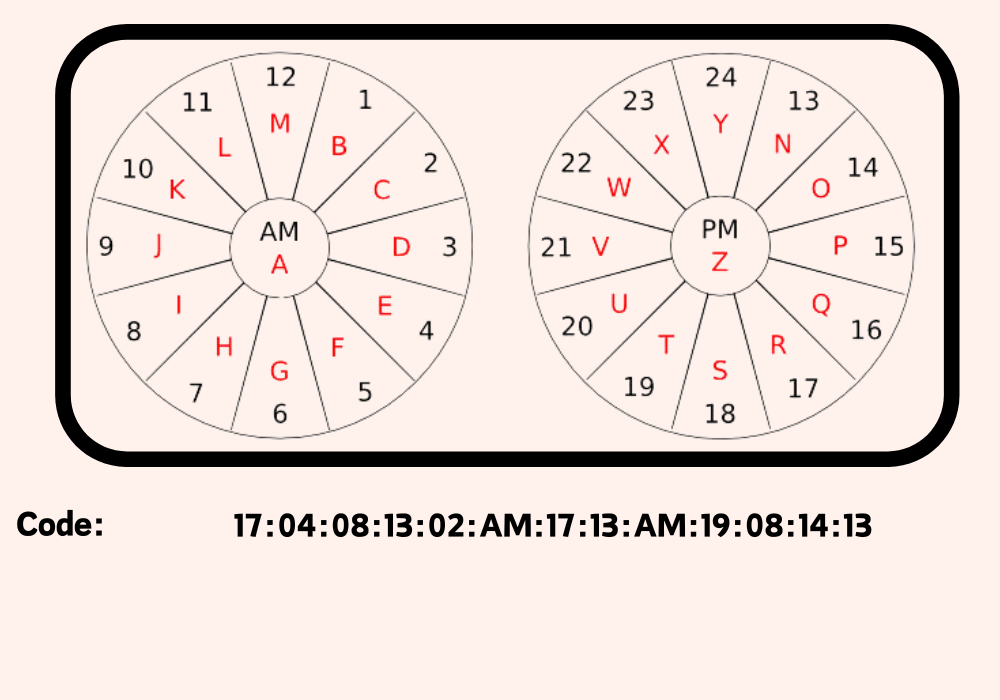 12
11 1
M
L B
10 2
K C
9 J AM D 3
A
I E
8 4
H F
G
7 5
6
24
23 13
Y
X N
22 14
W O
21 V PM P 15
Z
U Q
20 16
T R
S
19 17
18
Code: 17:04:08:13:02:AM:17:13:AM:19:08:14:13